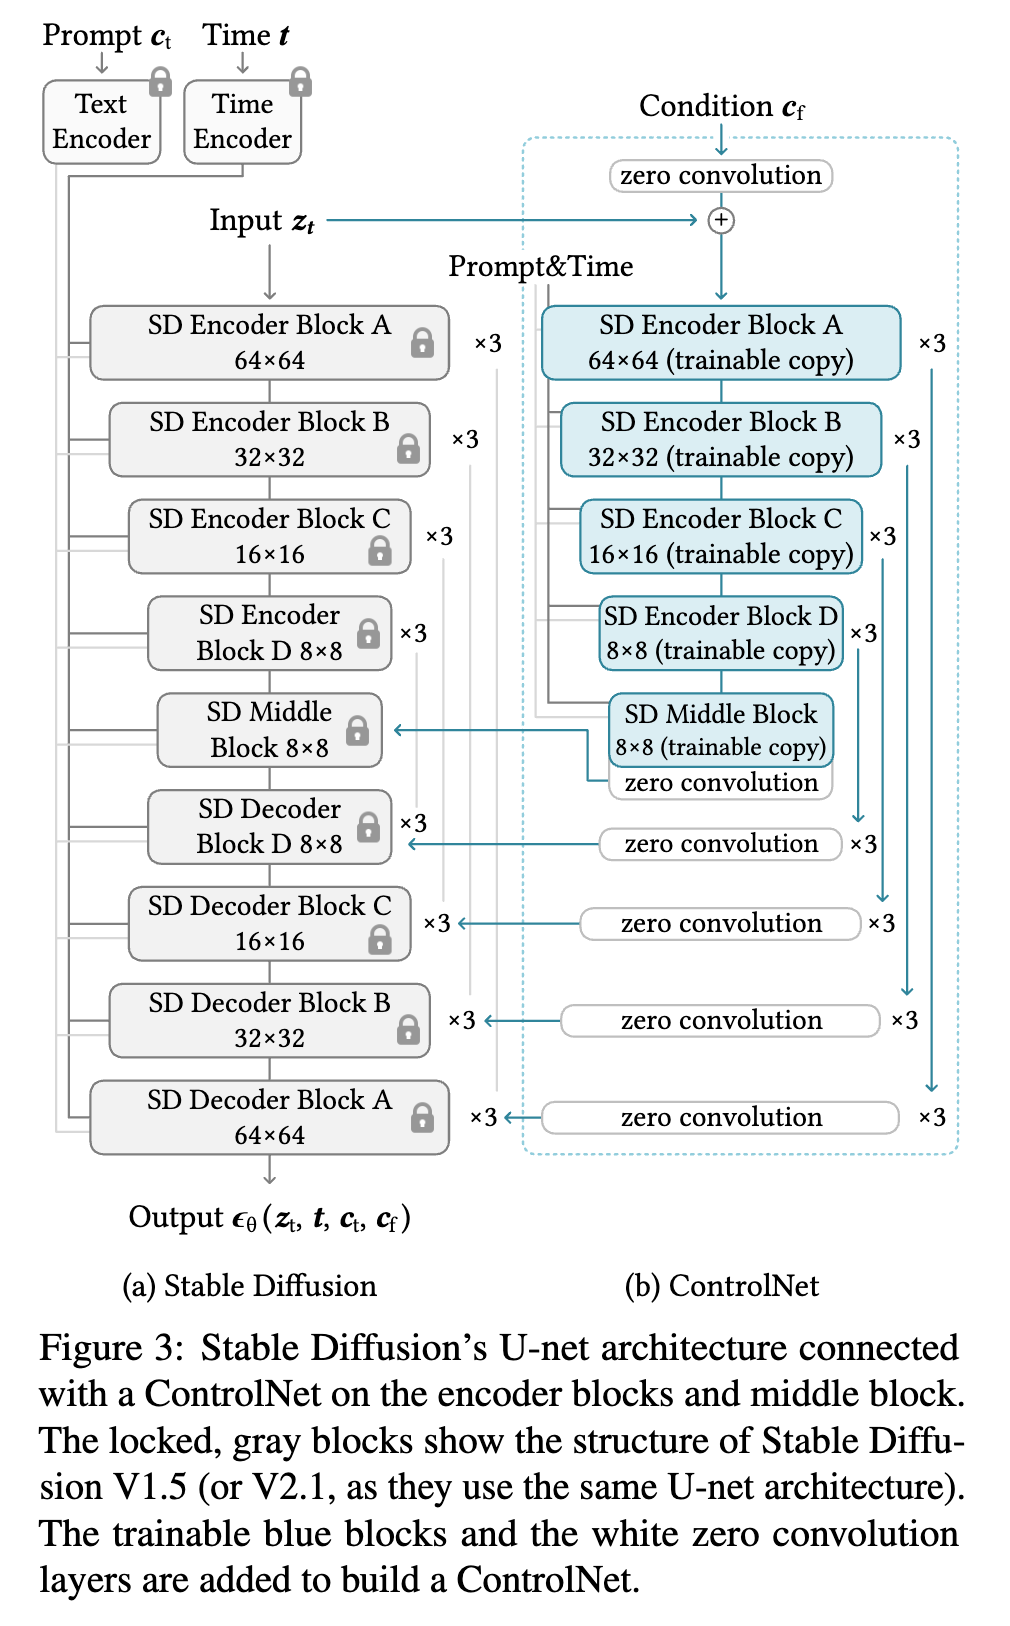 Prompt cₜ Time t
Text
Encoder
Time
Encoder
Condition c_f
zero convolution
Input zₜ
+
Prompt&Time
SD Encoder Block A
64×64
×3
SD Encoder Block A
64×64 (trainable copy)
×3
SD Encoder Block B
32×32
×3
SD Encoder Block B
32×32 (trainable copy)
×3
SD Encoder Block C
16×16
×3
SD Encoder Block C
16×16 (trainable copy)
×3
SD Encoder
Block D 8×8
×3
SD Encoder Block D
8×8 (trainable copy)
×3
SD Middle
Block 8×8
SD Middle Block
8×8 (trainable copy)
zero convolution
SD Decoder
Block D 8×8
×3
zero convolution
×3
SD Decoder Block C
16×16
×3
zero convolution
×3
SD Decoder Block B
32×32
×3
zero convolution
×3
SD Decoder Block A
64×64
×3
zero convolution
×3
Output ϵ_θ(zₜ, t, cₜ, c_f)
(a) Stable Diffusion
(b) ControlNet
Figure 3: Stable Diffusion’s U-net architecture connected
with a ControlNet on the encoder blocks and middle block.
The locked, gray blocks show the structure of Stable Diffu-
sion V1.5 (or V2.1, as they use the same U-net architecture).
The trainable blue blocks and the white zero convolution
layers are added to build a ControlNet.